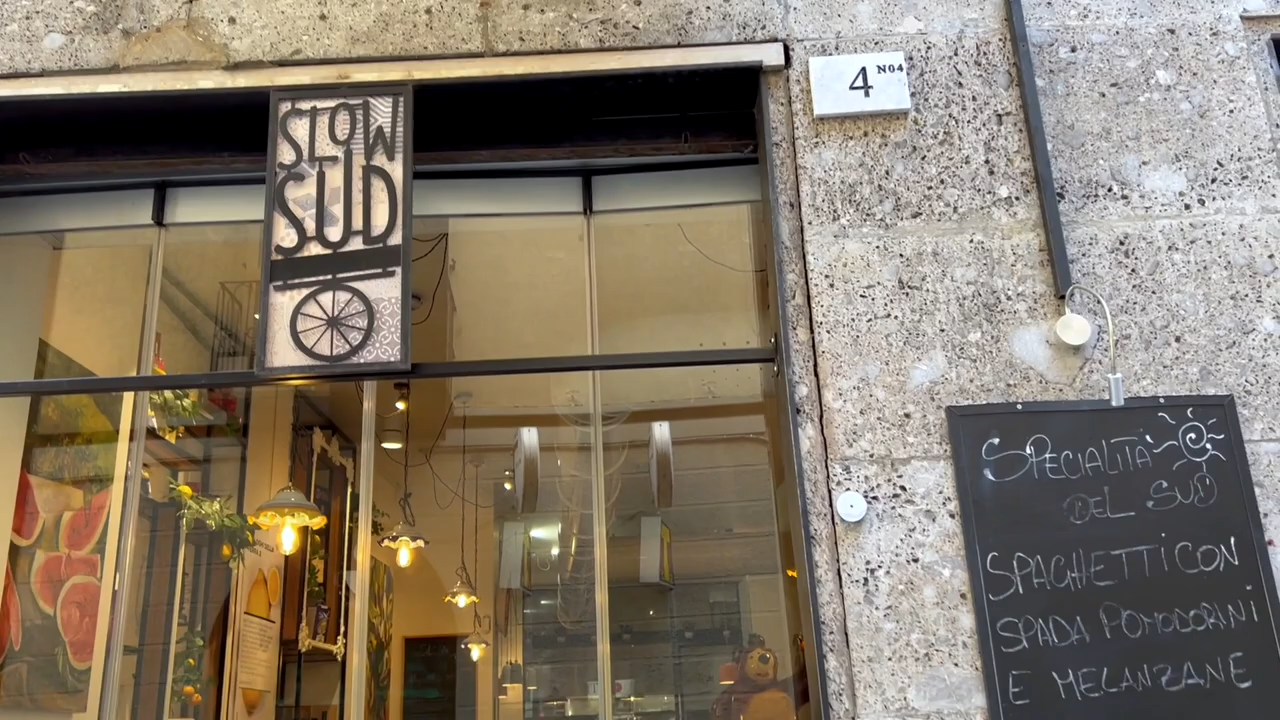 SLOW
SUD
4 N04
SPECIALITÀ
DEL SUD
SPAGHETTI CON
SPADA POMODORINI
E MELANZANE